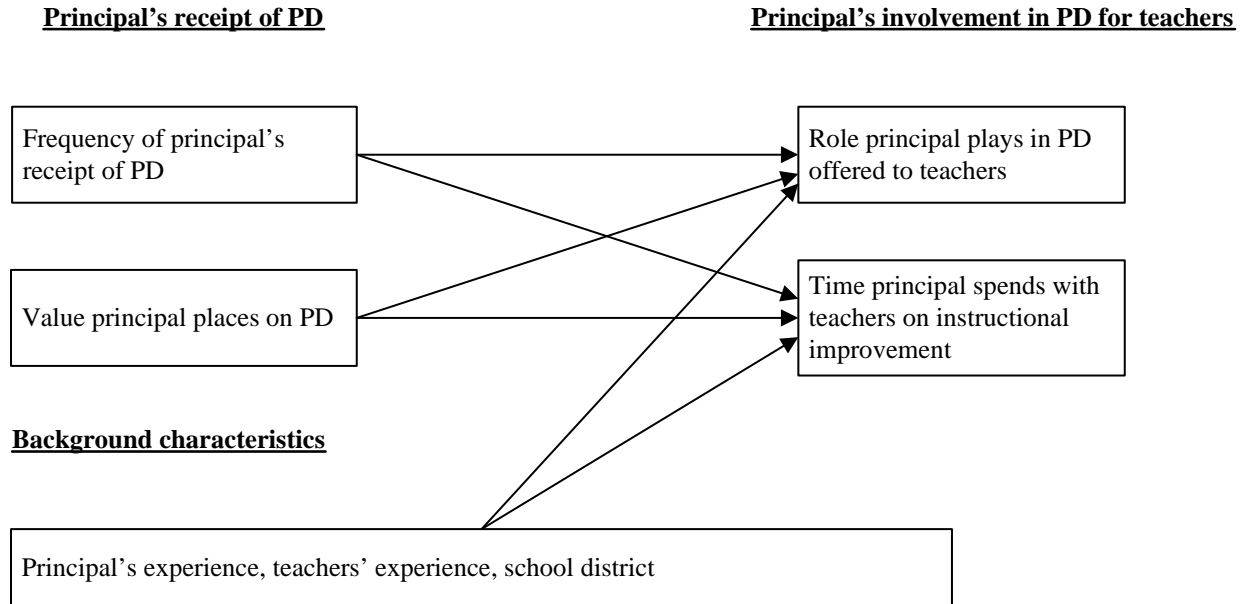 Principal’s receipt of PD
Principal’s involvement in PD for teachers
Frequency of principal’s
receipt of PD
Role principal plays in PD
offered to teachers
Value principal places on PD
Time principal spends with
teachers on instructional
improvement
Background characteristics
Principal’s experience, teachers’ experience, school district